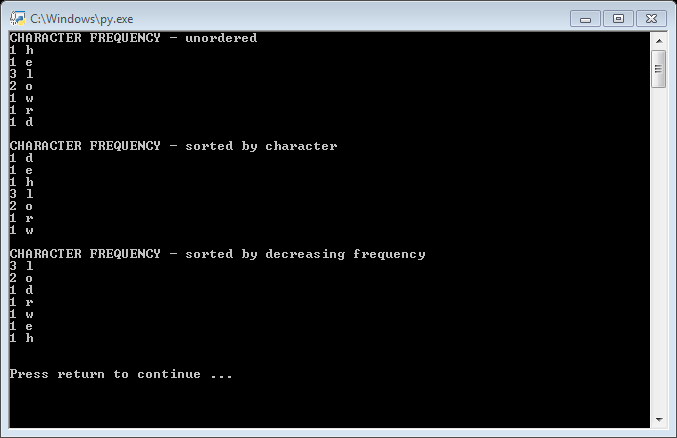 C:\Windows\py.exe
CHARACTER FREQUENCY - unordered
1 h
1 e
3 l
2 o
1 w
1 r
1 d
CHARACTER FREQUENCY - sorted by character
1 d
1 e
1 h
3 l
2 o
1 r
1 w
CHARACTER FREQUENCY - sorted by decreasing frequency
3 l
2 o
1 d
1 r
1 w
1 e
1 h
Press return to continue ...